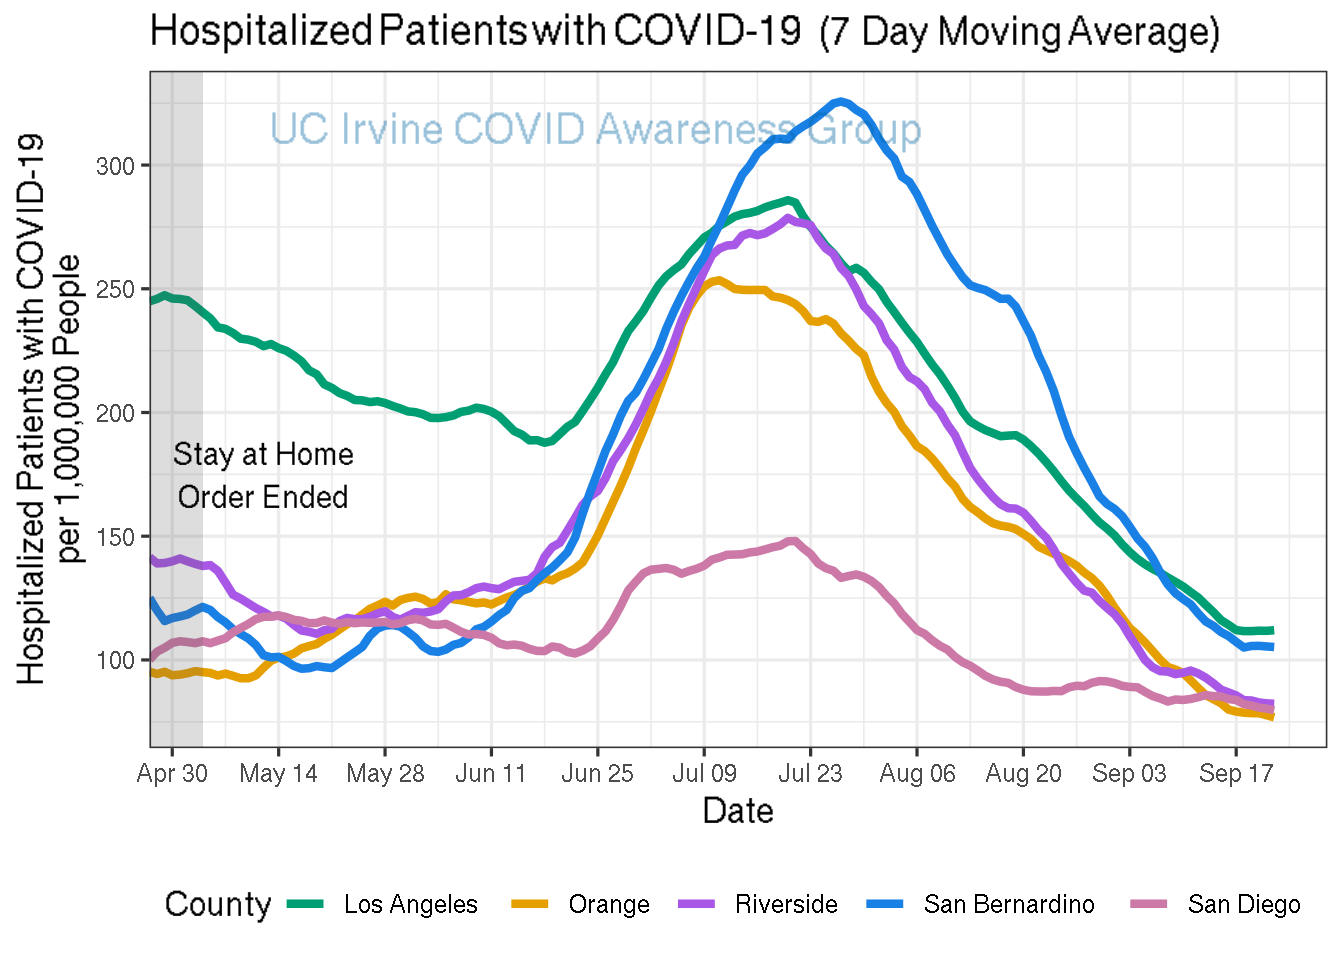 Hospitalized Patients with COVID-19 (7 Day Moving Average)
UC Irvine COVID Awareness Group
Hospitalized Patients with COVID-19
per 1,000,000 People
300
250
200
150
100
Stay at Home
Order Ended
Apr 30 May 14 May 28 Jun 11 Jun 25 Jul 09 Jul 23 Aug 06 Aug 20 Sep 03 Sep 17
Date
County Los Angeles Orange Riverside San Bernardino San Diego